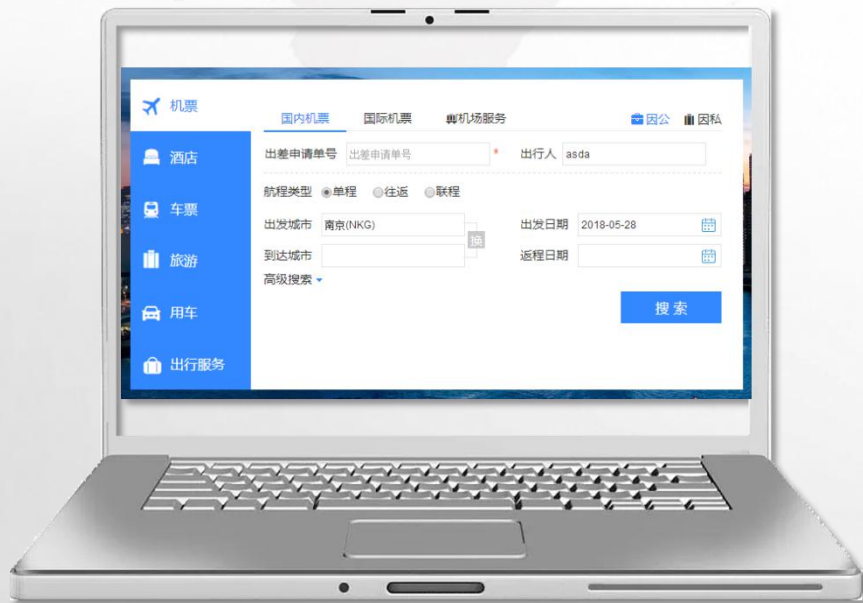 机票
酒店
车票
旅游
用车
出行服务
国内机票 国际机票 机场服务 因公 因私
出差申请单号 出差申请单号 * 出行人 asda
航程类型 单程 往返 联程
出发城市 南京(NKG) 换 出发日期 2018-05-28
到达城市 返程日期
高级搜索
搜索